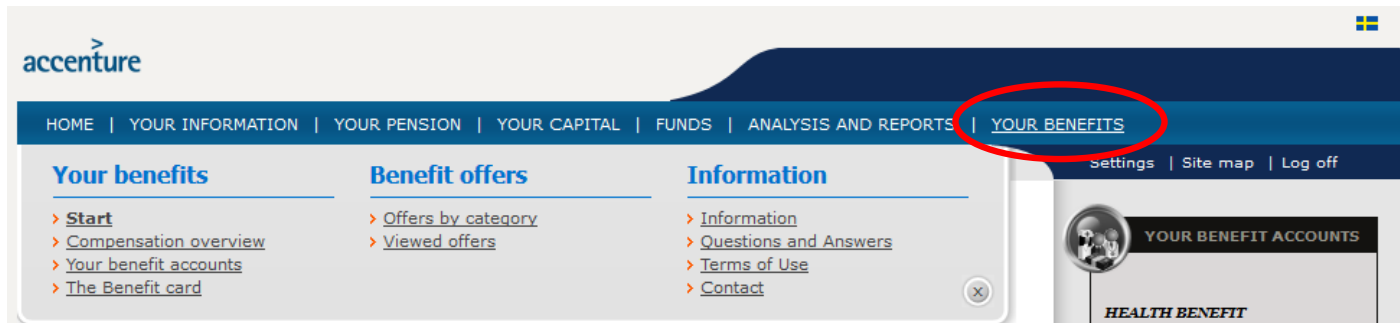 accenture
HOME | YOUR INFORMATION | YOUR PENSION | YOUR CAPITAL | FUNDS | ANALYSIS AND REPORTS | YOUR BENEFITS
Settings | Site map | Log off
Your benefits
Start
Compensation overview
Your benefit accounts
The Benefit card
Benefit offers
Offers by category
Viewed offers
Information
Information
Questions and Answers
Terms of Use
Contact
YOUR BENEFIT ACCOUNTS
HEALTH BENEFIT